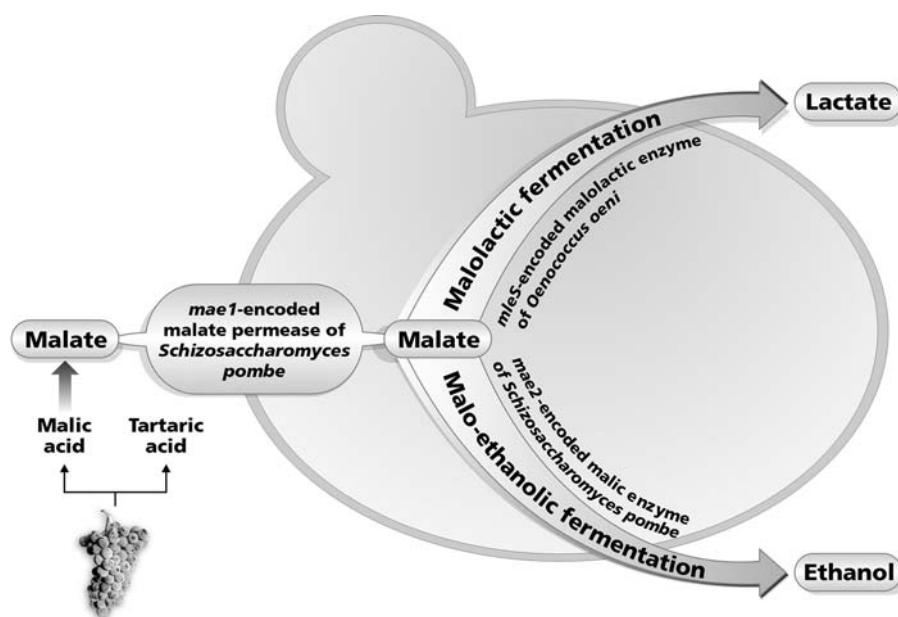 Lactate
Malolactic fermentation
mleS-encoded malolactic enzyme
of Oenococcus oeni
mae1-encoded
malate permease of
Schizosaccharomyces
pombe
Malate
Malate
mae2-encoded malic enzyme
of Schizosaccharomyces pombe
Malo-ethanolic fermentation
Malic
acid
Tartaric
acid
Ethanol